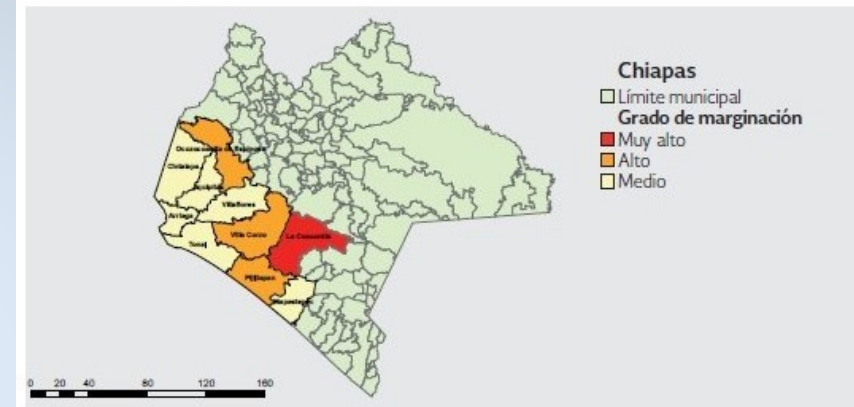 Chiapas
Límite municipal
Grado de marginación
Muy alto
Alto
Medio
Cintalapa
Villaflores
Arriaga
Villa Corzo
La Concordia
Tonalá
Pijijiapan
Mapastepec
0 20 40 80 120 160